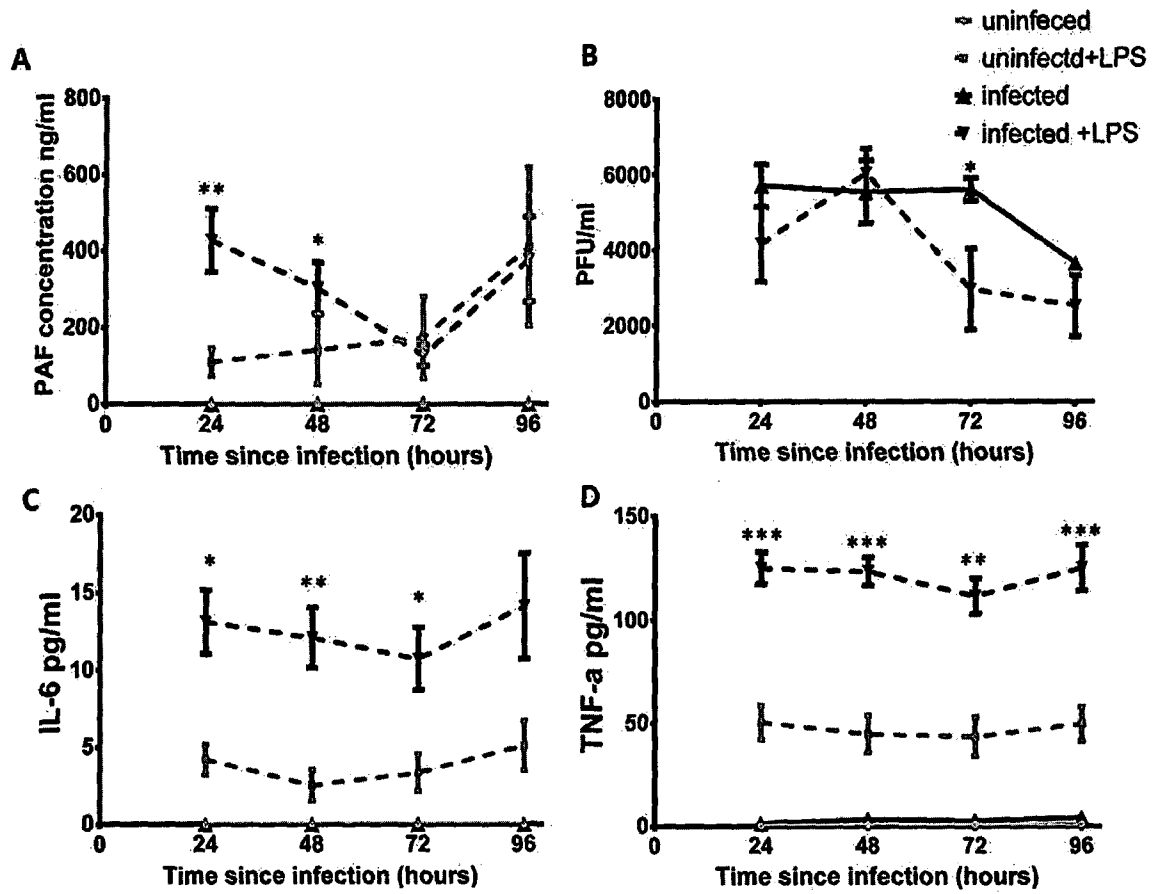 uninfeced
uninfectd+LPS
infected
infected +LPS
A
PAF concentration ng/ml
800
600
400
200
0
**
*
0 24 48 72 96
Time since infection (hours)
B
PFU/ml
8000
6000
4000
2000
0
*
0 24 48 72 96
Time since infection (hours)
C
IL-6 pg/ml
20
15
10
5
0
*
**
*
24 48 72 96
Time since infection (hours)
D
TNF-a pg/ml
150
100
50
0
***
***
**
***
0 24 48 72 96
Time since infection (hours)